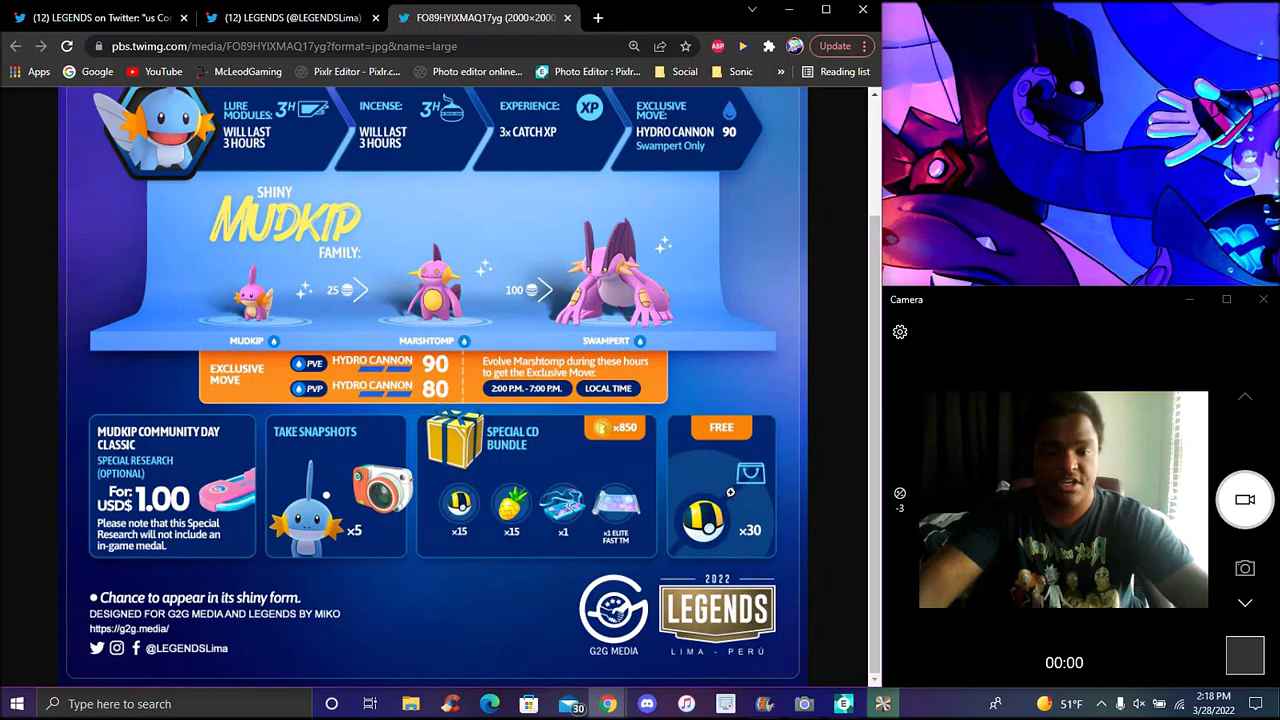 (12) LEGENDS on Twitter: "us Cor
(12) LEGENDS (@LEGENDSLima)
FO89HYIXMAQ17yg (2000×2000
pbs.twimg.com/media/FO89HYIXMAQ17yg?format=jpg&name=large
ABP
Update
Apps
Google
YouTube
McLeodGaming
Pixlr Editor - Pixlr.c...
Photo editor online...
Photo Editor : Pixlr...
Social
Sonic
»
Reading list
LURE MODULES: 3H
WILL LAST 3 HOURS
INCENSE: 3H
WILL LAST 3 HOURS
EXPERIENCE: XP
3x CATCH XP
EXCLUSIVE MOVE:
HYDRO CANNON 90
Swampert Only
SHINY
MUDKIP
FAMILY:
25
100
MUDKIP
MARSHTOMP
SWAMPERT
EXCLUSIVE MOVE
PVE HYDRO CANNON 90
PVP HYDRO CANNON 80
Evolve Marshtomp during these hours
to get the Exclusive Move:
2:00 P.M. - 7:00 P.M. LOCAL TIME
MUDKIP COMMUNITY DAY
CLASSIC
SPECIAL RESEARCH
(OPTIONAL)
For:
USD$ 1.00
Please note that this Special
Research will not include an
in-game medal.
TAKE SNAPSHOTS
x5
SPECIAL CD
BUNDLE
x850
x15
x15
x1
x1 ELITE
FAST TM
FREE
x30
Chance to appear in its shiny form.
DESIGNED FOR G2G MEDIA AND LEGENDS BY MIKO
https://g2g.media/
@LEGENDSLima
G2G MEDIA
2022
LEGENDS
LIMA - PERÚ
Camera
-3
00:00
Type here to search
30
51°F
2:18 PM
3/28/2022